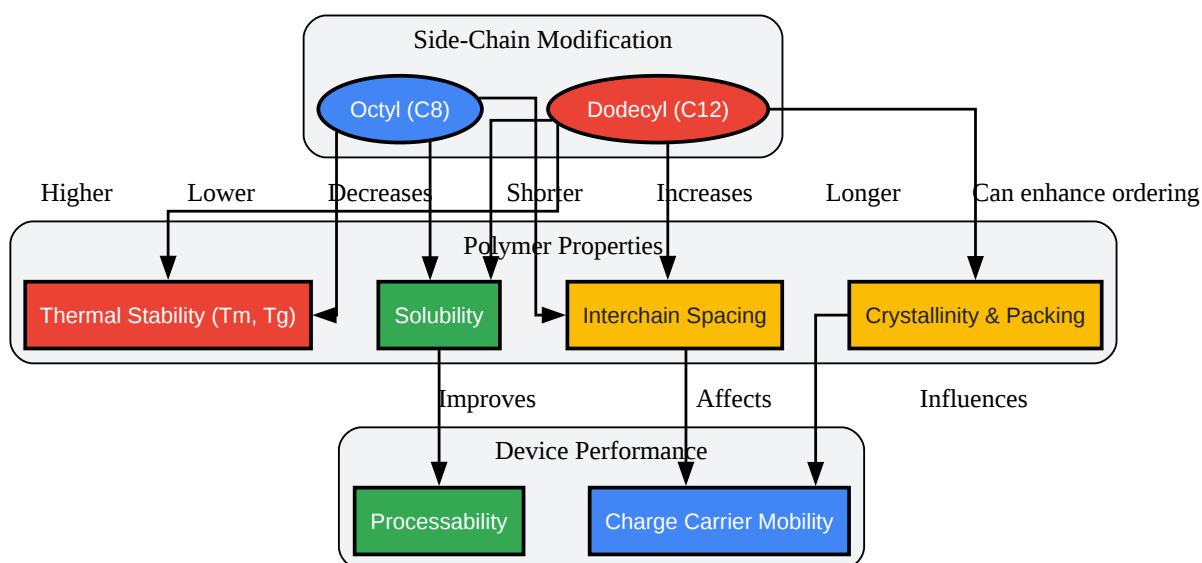 Side-Chain Modification
Octyl (C8)
Dodecyl (C12)
Higher
Lower
Decreases
Shorter
Increases
Longer
Can enhance ordering
Polymer Properties
Thermal Stability (Tm, Tg)
Solubility
Interchain Spacing
Crystallinity & Packing
Improves
Affects
Influences
Device Performance
Processability
Charge Carrier Mobility